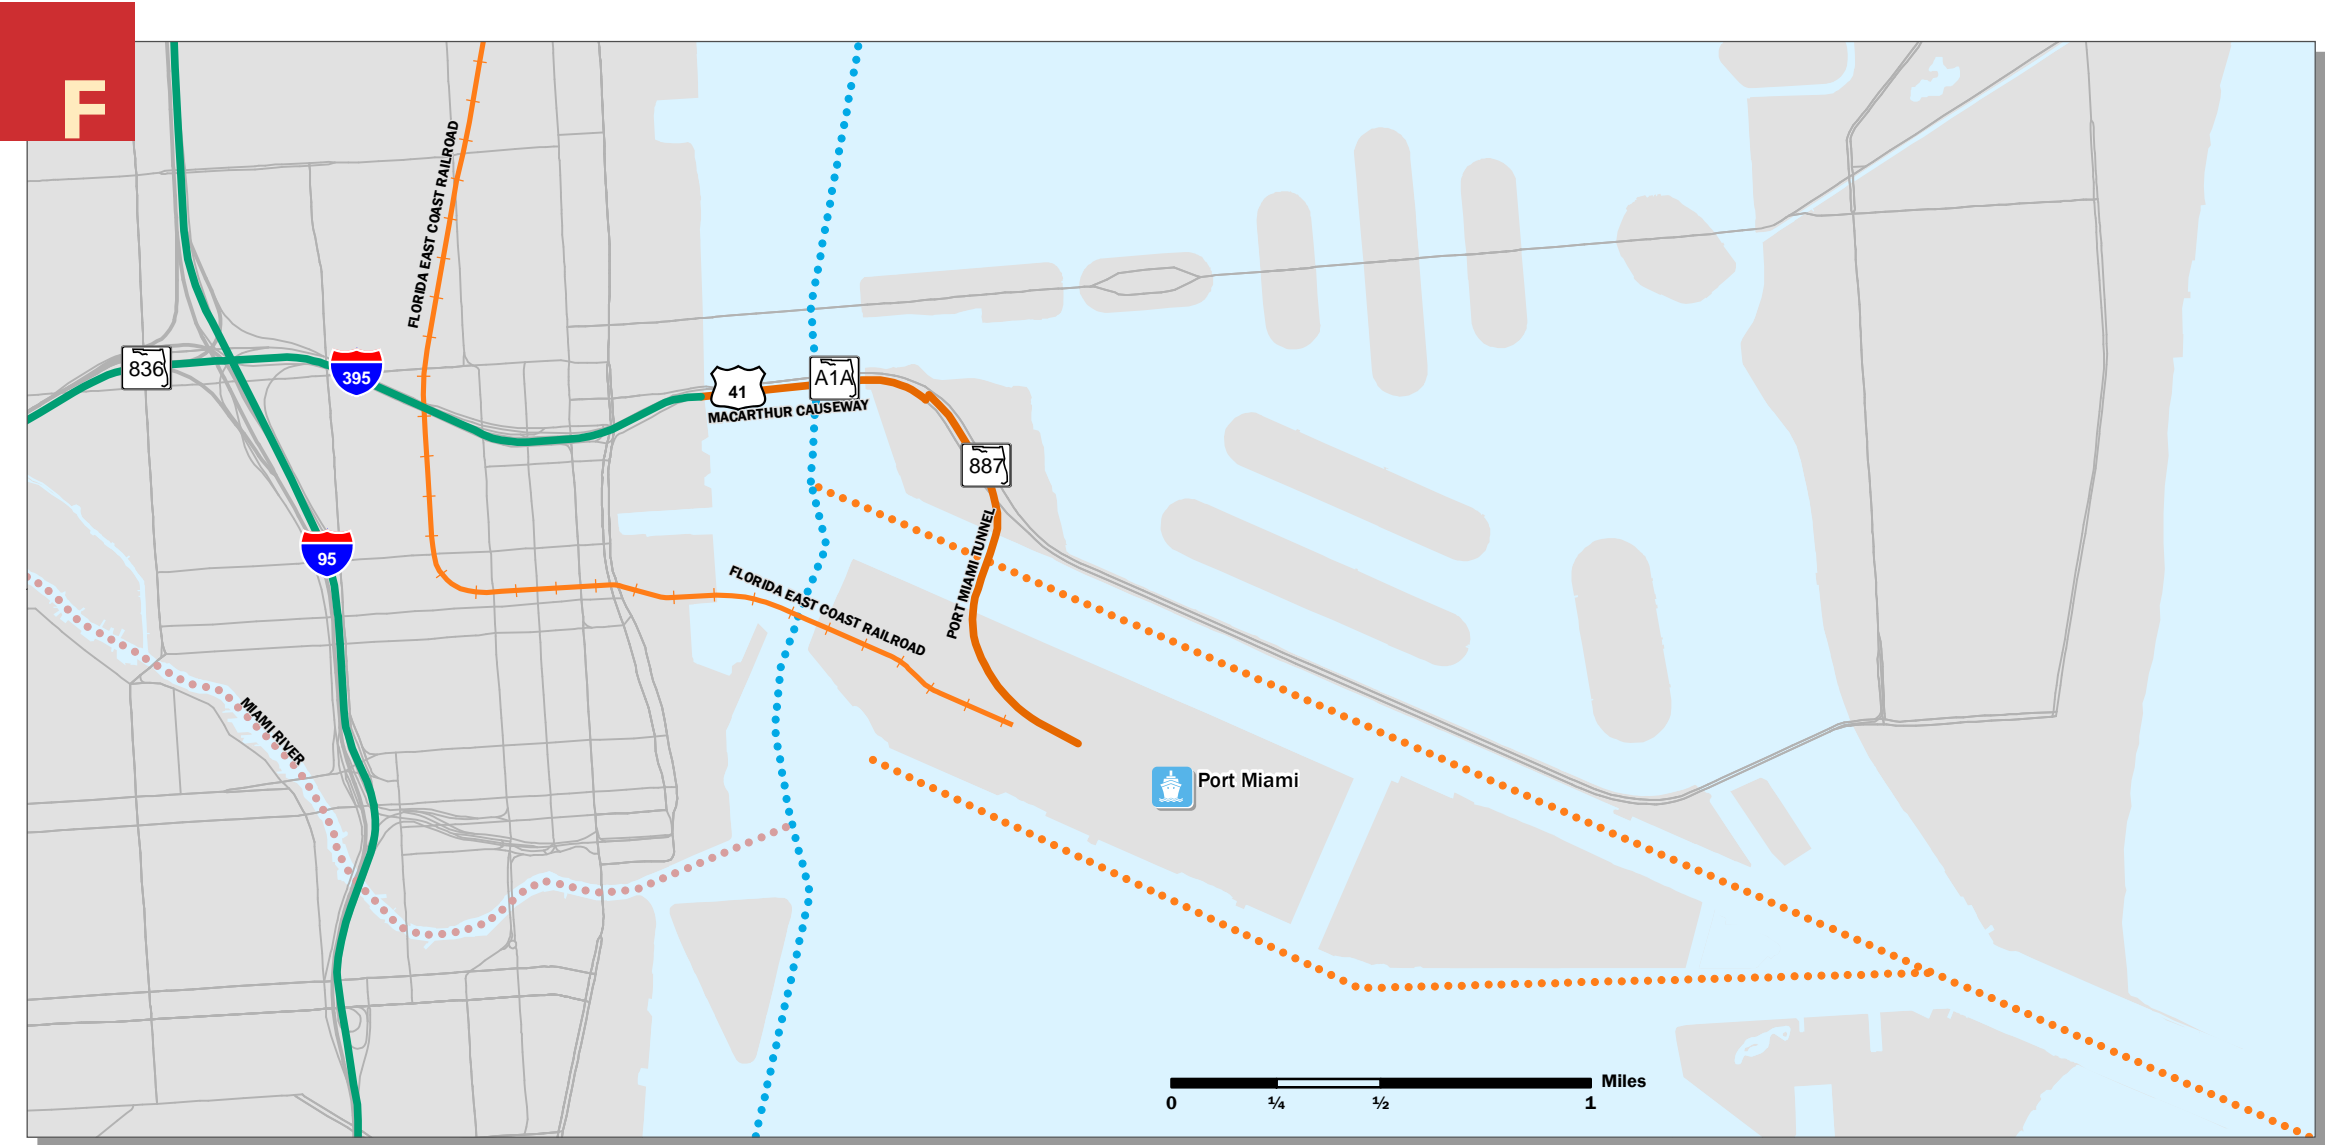 F
FLORIDA EAST COAST RAILROAD
836
395
41
A1A
MACARTHUR CAUSEWAY
887
95
PORT MIAMI TUNNEL
FLORIDA EAST COAST RAILROAD
MIAMI RIVER
Port Miami
Miles
0 ¼ ½ 1